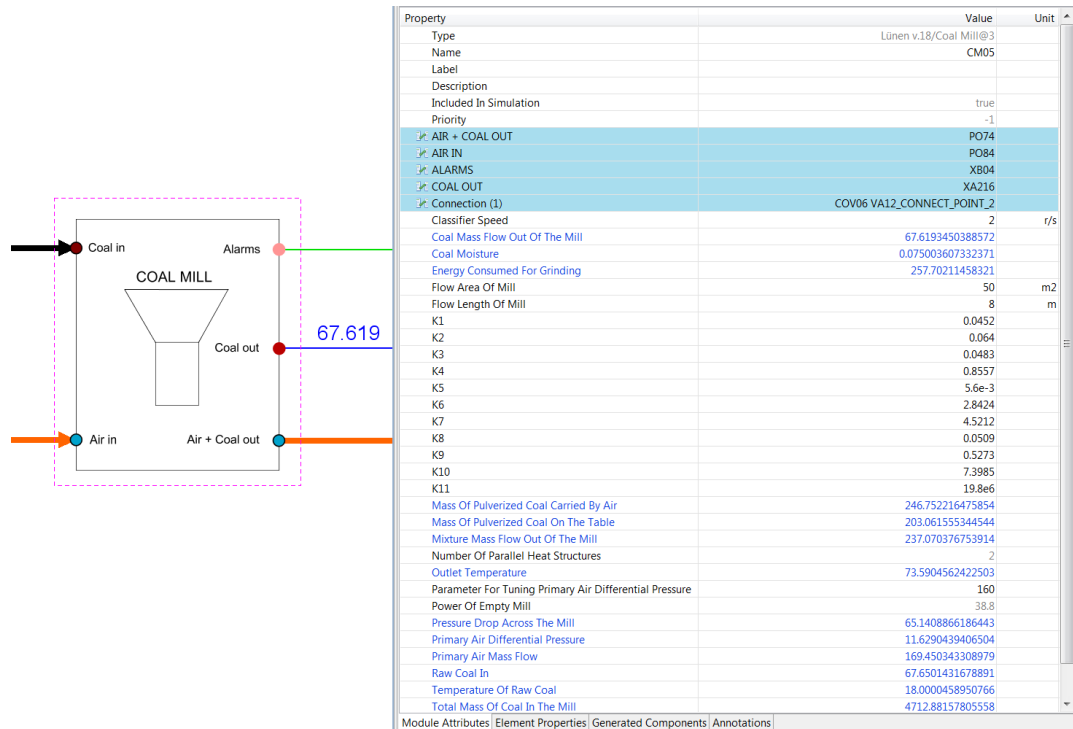 Coal in
Alarms
COAL MILL
67.619
Coal out
Air in
Air + Coal out
Property Value Unit
Type Lünen v.18/Coal Mill@3
Name CM05
Label
Description
Included In Simulation true
Priority -1
AIR + COAL OUT PO74
AIR IN PO84
ALARMS XB04
COAL OUT XA216
Connection (1) COV06 VA12_CONNECT_POINT_2
Classifier Speed 2 r/s
Coal Mass Flow Out Of The Mill 67.6193450388572
Coal Moisture 0.075003607332371
Energy Consumed For Grinding 257.70211458321
Flow Area Of Mill 50 m2
Flow Length Of Mill 8 m
K1 0.0452
K2 0.064
K3 0.0483
K4 0.8557
K5 5.6e-3
K6 2.8424
K7 4.5212
K8 0.0509
K9 0.5273
K10 7.3985
K11 19.8e6
Mass Of Pulverized Coal Carried By Air 246.752216475854
Mass Of Pulverized Coal On The Table 203.061555344544
Mixture Mass Flow Out Of The Mill 237.070376753914
Number Of Parallel Heat Structures 2
Outlet Temperature 73.5904562422503
Parameter For Tuning Primary Air Differential Pressure 160
Power Of Empty Mill 38.8
Pressure Drop Across The Mill 65.1408866186443
Primary Air Differential Pressure 11.6290439406504
Primary Air Mass Flow 169.450343308979
Raw Coal In 67.6501431678891
Temperature Of Raw Coal 18.0000458950766
Total Mass Of Coal In The Mill 4712.88157805558
Module Attributes Element Properties Generated Components Annotations